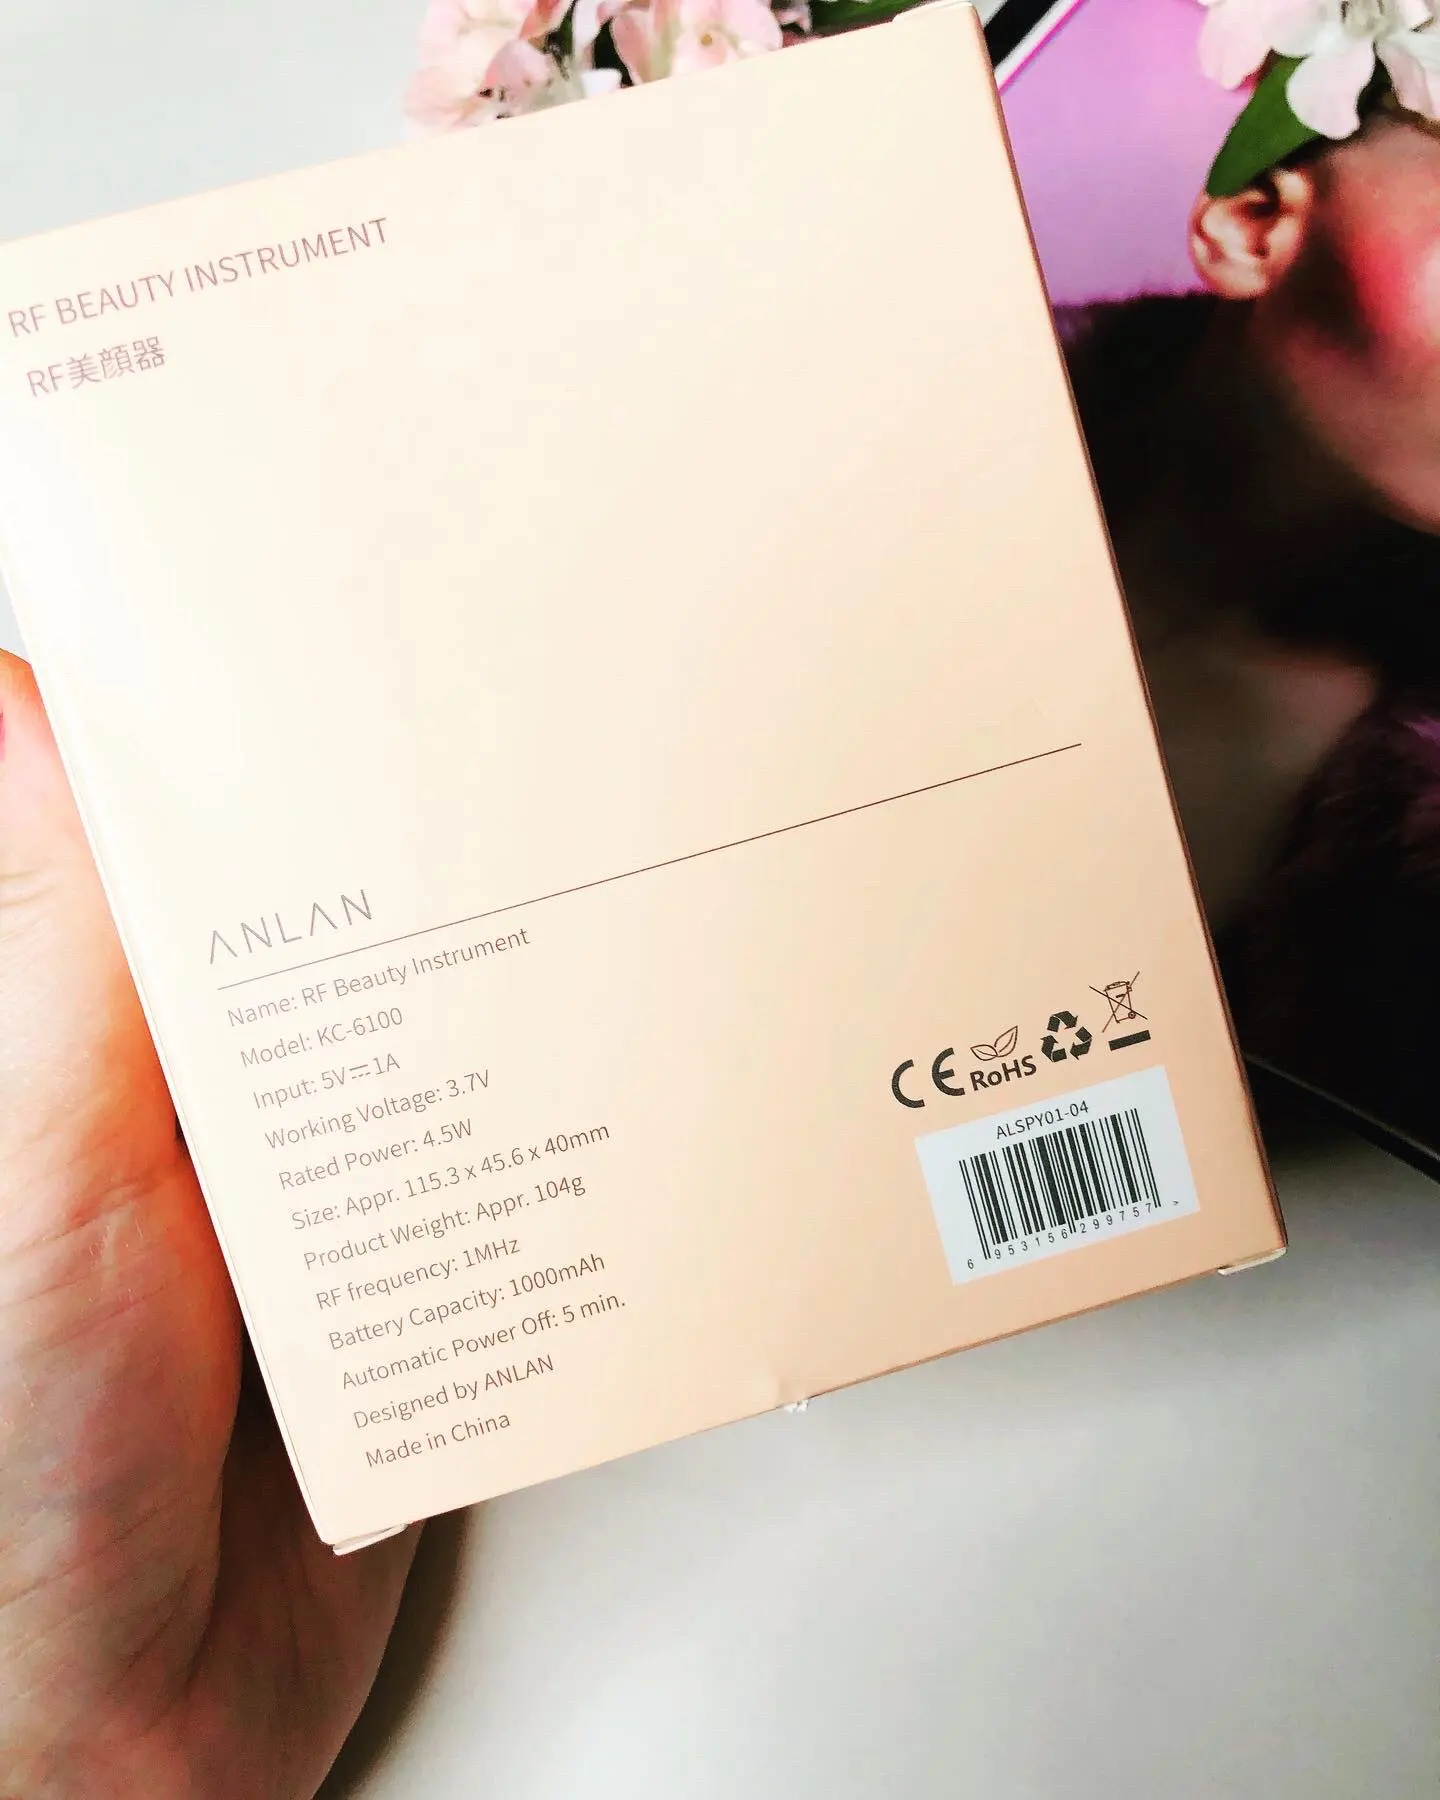 RF BEAUTY INSTRUMENT
RF美顔器
ANLAN
Name: RF Beauty Instrument
Model: KC-6100
Input: 5V⎓1A
Working Voltage: 3.7V
Rated Power: 4.5W
Size: Appr. 115.3 x 45.6 x 40mm
Product Weight: Appr. 104g
RF frequency: 1MHz
Battery Capacity: 1000mAh
Automatic Power Off: 5 min.
Designed by ANLAN
Made in China
CE RoHS
ALSPY01-04
6 953156 299757 >